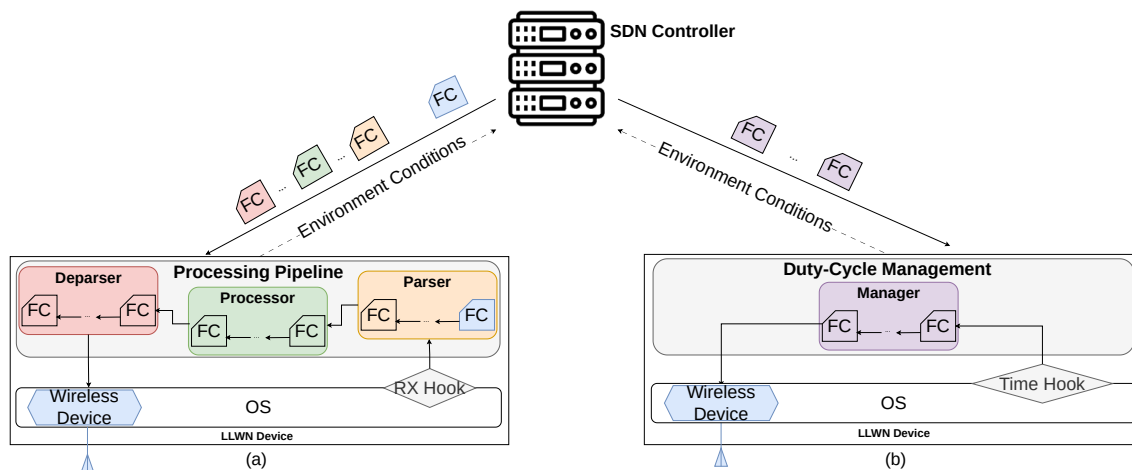 SDN Controller
FC
FC
...
FC
...
FC
Environment Conditions
FC
...
FC
Environment Conditions
Processing Pipeline
Deparser
FC
...
FC
Processor
FC
...
FC
Parser
FC
...
FC
RX Hook
Wireless
Device
OS
LLWN Device
(a)
Duty-Cycle Management
Manager
FC
...
FC
Time Hook
Wireless
Device
OS
LLWN Device
(b)